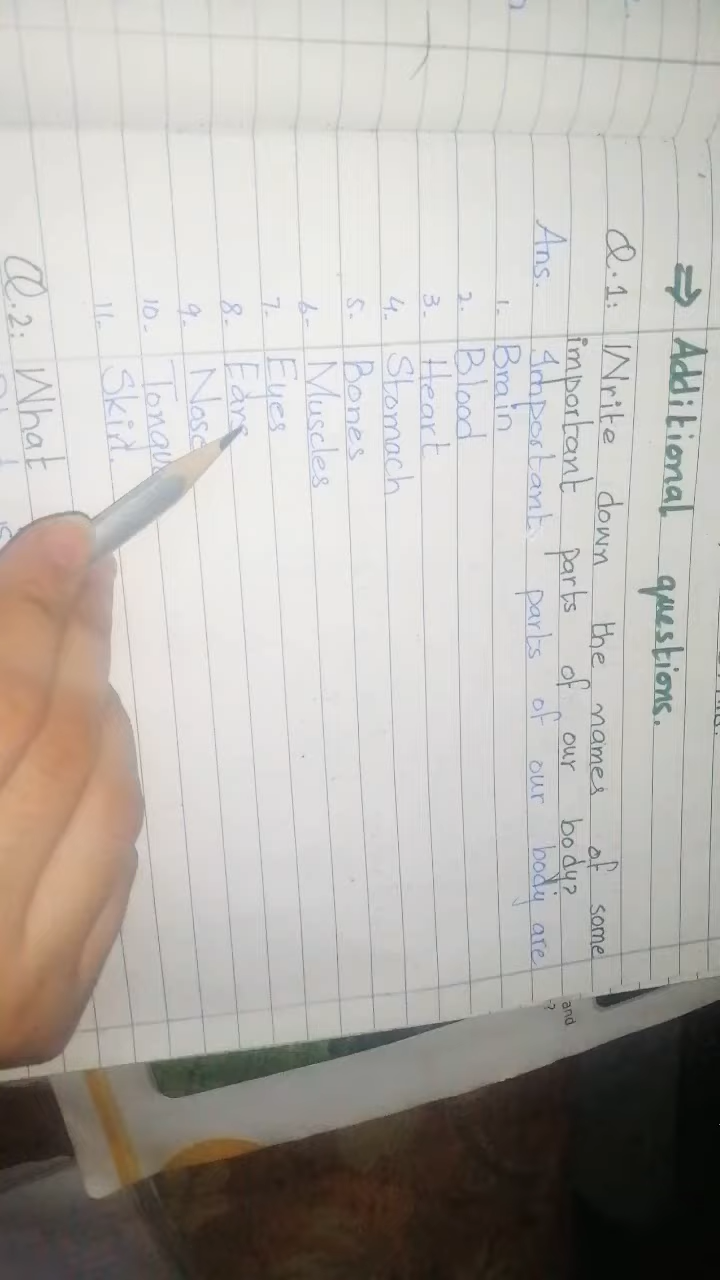 ⇒ Additional questions.
Q.1: Write down the names of some
important parts of our body?
Ans. Important parts of our body are
1. Brain
2. Blood
3. Heart
4. Stomach
5. Bones
6- Muscles
7. Eyes
8. Ears
9. Nose
10. Tongu
11. Skin.
Q.2: What
and
?